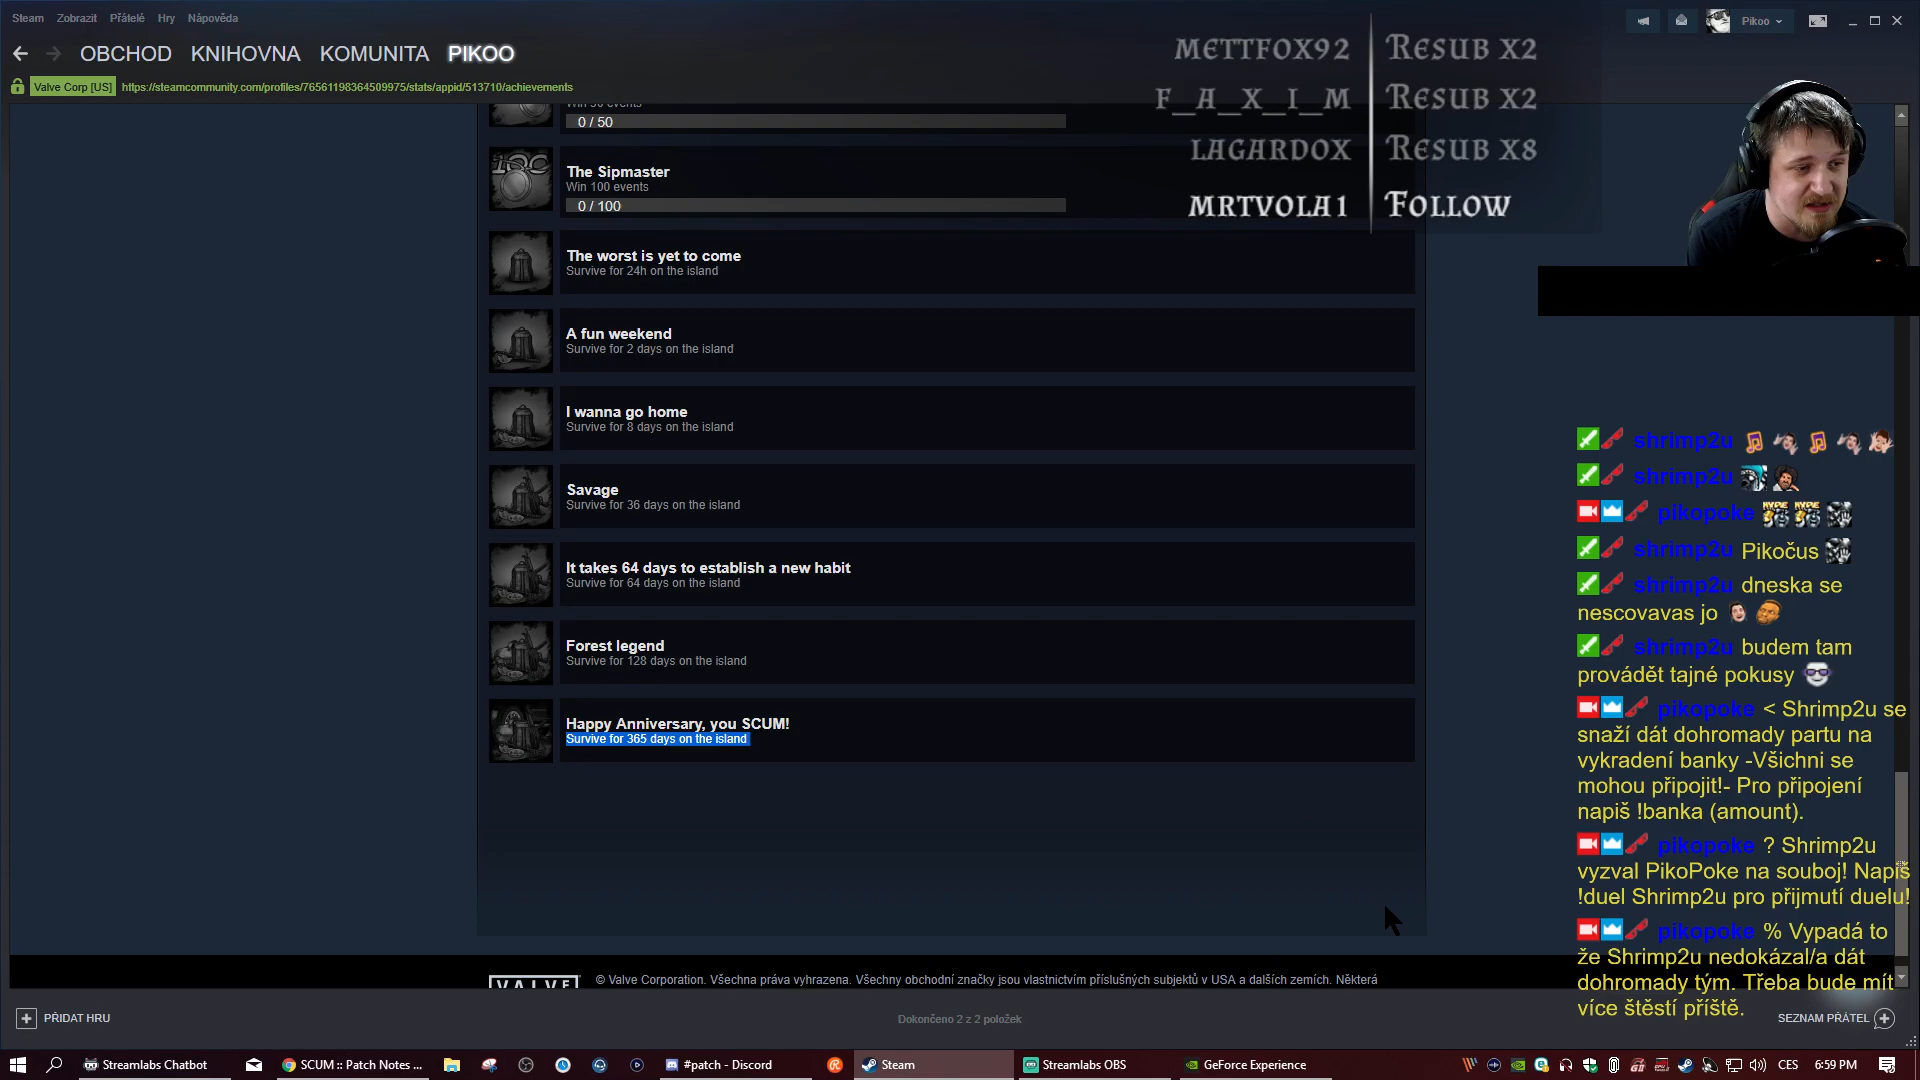 Steam Zobrazit Přátelé Hry Nápověda
Pikoo
OBCHOD KNIHOVNA KOMUNITA PIKOO
Valve Corp [US] https://steamcommunity.com/profiles/76561198364509975/stats/appid/513710/achievements
METTFOX92 RESUB X2
F_A_X_I_M RESUB X2
LAGARDOX RESUB X8
MRTVOLA1 FOLLOW
Win 50 events
0 / 50
The Sipmaster
Win 100 events
0 / 100
The worst is yet to come
Survive for 24h on the island
A fun weekend
Survive for 2 days on the island
I wanna go home
Survive for 8 days on the island
Savage
Survive for 36 days on the island
It takes 64 days to establish a new habit
Survive for 64 days on the island
Forest legend
Survive for 128 days on the island
Happy Anniversary, you SCUM!
Survive for 365 days on the island
shrimp2u
shrimp2u
pikopoke
shrimp2u Pikočus
shrimp2u dneska se
nescovavas jo
shrimp2u budem tam
provádět tajné pokusy
pikopoke < Shrimp2u se
snaží dát dohromady partu na
vykradení banky -Všichni se
mohou připojit!- Pro připojení
napiš !banka (amount).
pikopoke ? Shrimp2u
vyzval PikoPoke na souboj! Napiš
!duel Shrimp2u pro přijmutí duelu!
pikopoke % Vypadá to
že Shrimp2u nedokázal/a dát
dohromady tým. Třeba bude mít
více štěstí příště.
VALVE
© Valve Corporation. Všechna práva vyhrazena. Všechny obchodní značky jsou vlastnictvím příslušných subjektů v USA a dalších zemích. Některá
PŘIDAT HRU
Dokončeno 2 z 2 položek
SEZNAM PŘÁTEL
Streamlabs Chatbot
SCUM :: Patch Notes ...
#patch - Discord
Steam
Streamlabs OBS
GeForce Experience
CES 6:59 PM